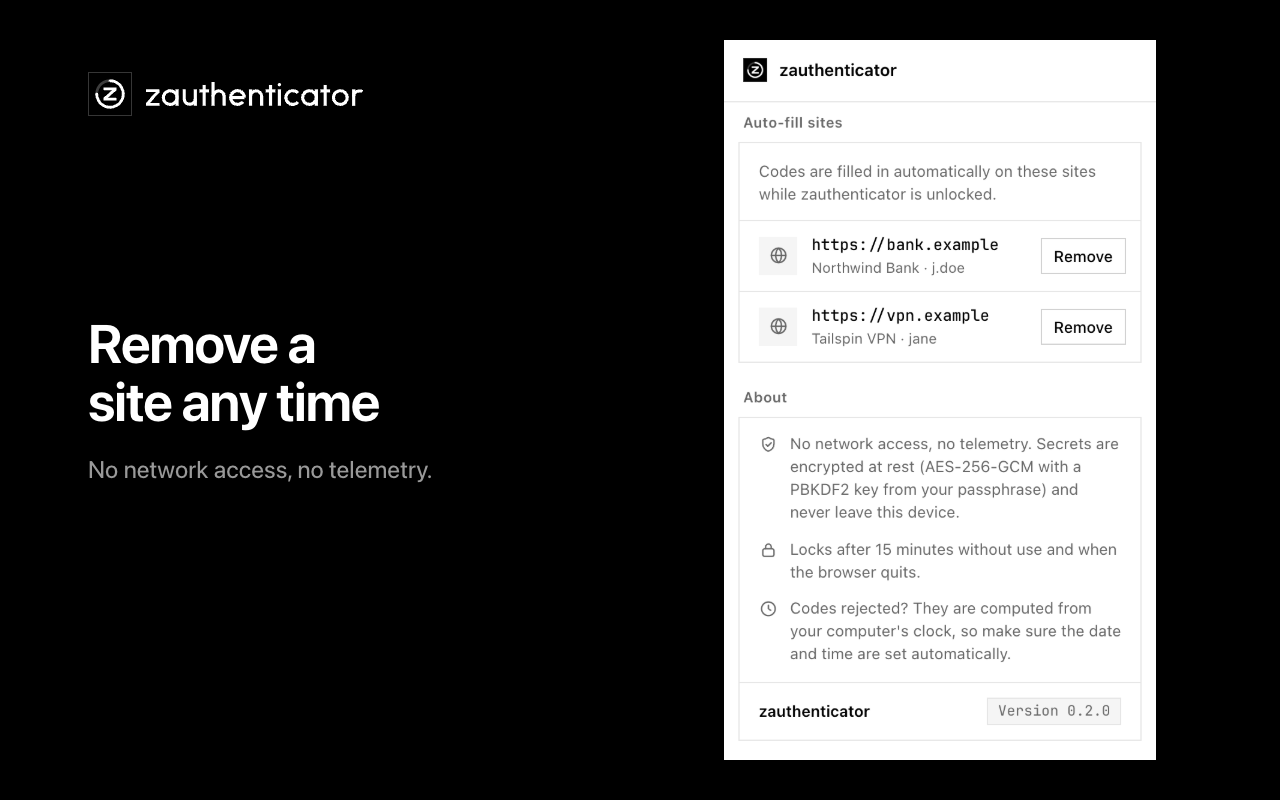 zauthenticator
Remove a
site any time
No network access, no telemetry.
zauthenticator
Auto-fill sites
Codes are filled in automatically on these sites
while zauthenticator is unlocked.
https://bank.example
Northwind Bank · j.doe
Remove
https://vpn.example
Tailspin VPN · jane
Remove
About
No network access, no telemetry. Secrets are
encrypted at rest (AES-256-GCM with a
PBKDF2 key from your passphrase) and
never leave this device.
Locks after 15 minutes without use and when
the browser quits.
Codes rejected? They are computed from
your computer's clock, so make sure the date
and time are set automatically.
zauthenticator
Version 0.2.0